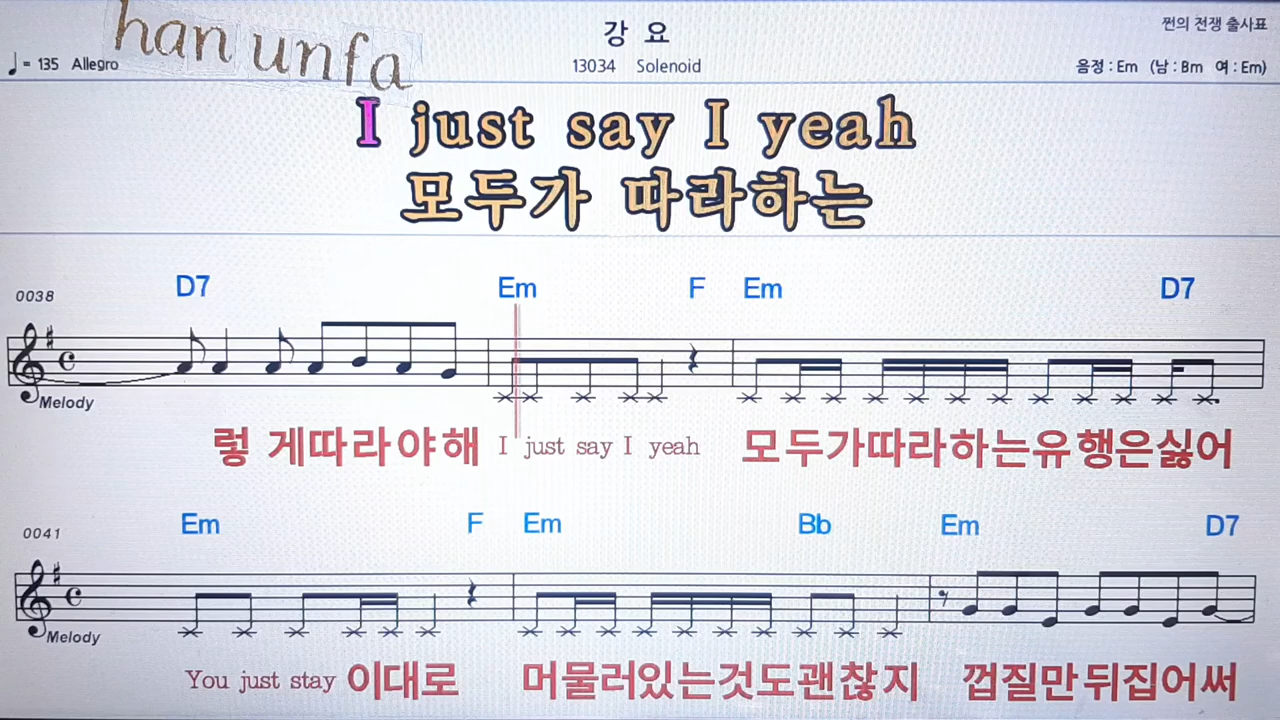 han unfa
강 요
쩐의 전쟁 출사표
♩= 135 Allegro
13034 Solenoid
음정 : Em (남 : Bm 여 : Em)
I just say I yeah
모두가 따라하는
0038 D7 Em F Em D7
Melody
렇 게따라야해 I just say I yeah 모두가따라하는유행은싫어
0041 Em F Em Bb Em D7
Melody
You just stay 이대로 머물러있는것도괜찮지 껍질만뒤집어써